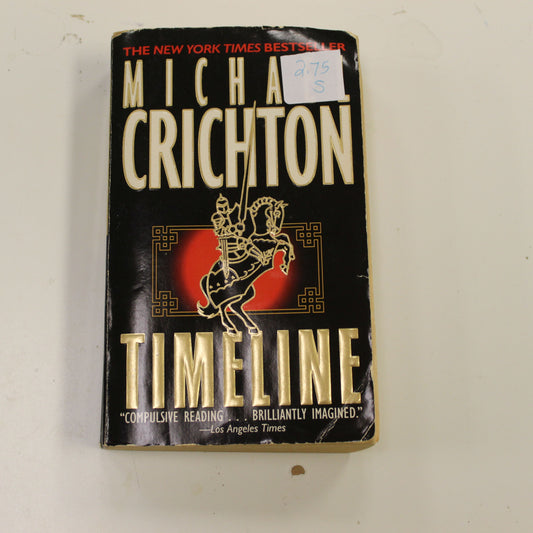 THE NEW YORK TIMES BESTSELLER
MICHA L
2.75
S
CRICHTON
TIMELINE
"COMPULSIVE READING . . . BRILLIANTLY IMAGINED."
—Los Angeles Times